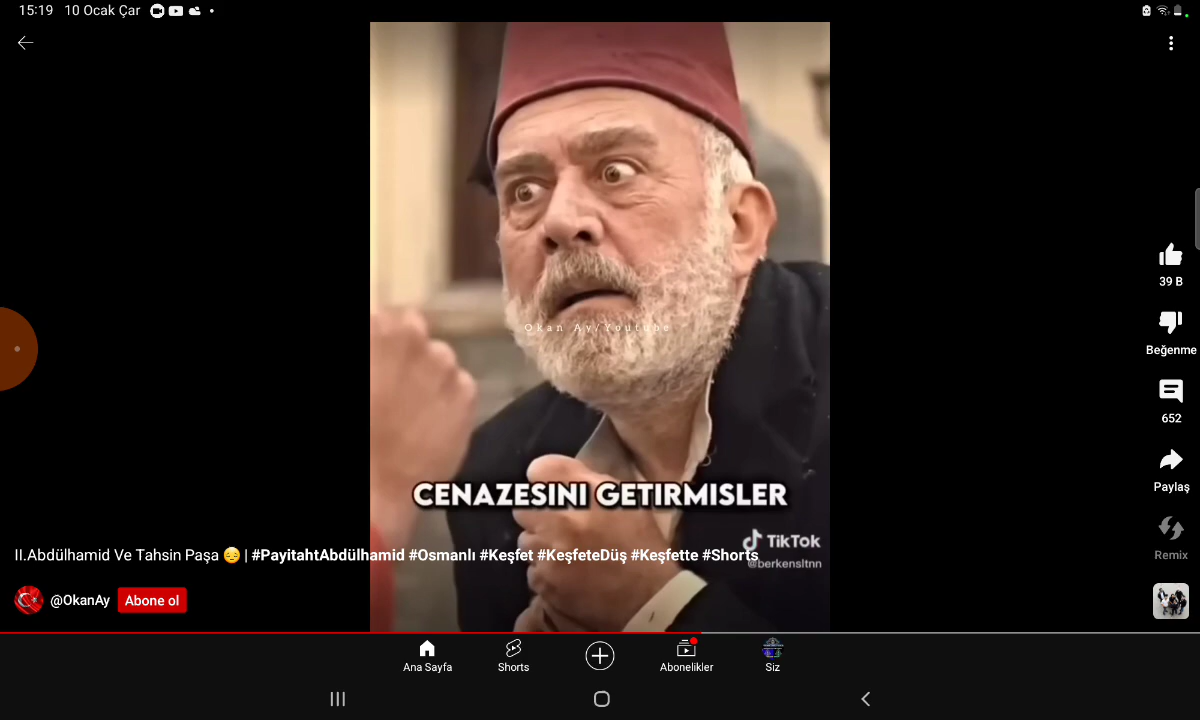 15:19 10 Ocak Çar
Okan Ay/Youtube
CENAZESINI GETIRMISLER
TikTok
@berkensltnn
II.Abdülhamid Ve Tahsin Paşa 😔 | #PayitahtAbdülhamid #Osmanlı #Keşfet #KeşfeteDüş #Keşfette #Shorts
@OkanAy Abone ol
39 B
Beğenme
652
Paylaş
Remix
Ana Sayfa Shorts Abonelikler Siz